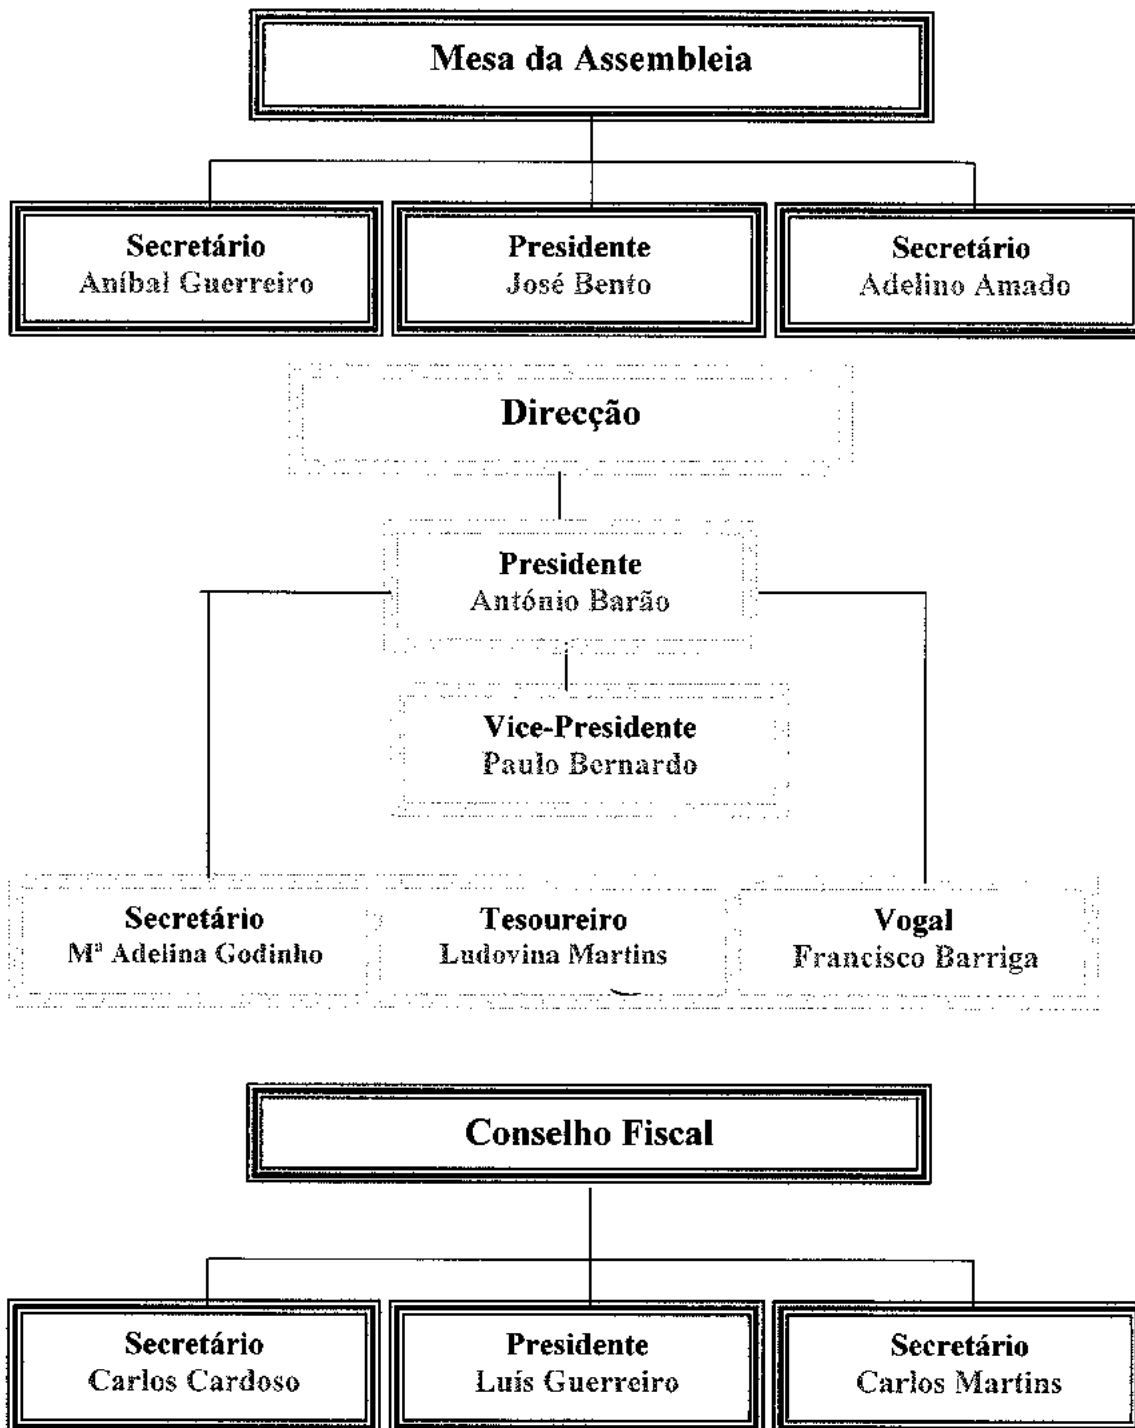 Mesa da Assembleia
Secretário
Aníbal Guerreiro
Presidente
José Bento
Secretário
Adelino Amado
Direcção
Presidente
António Barão
Vice-Presidente
Paulo Bernardo
Secretário
Mª Adelina Godinho
Tesoureiro
Ludovina Martins
Vogal
Francisco Barriga
Conselho Fiscal
Secretário
Carlos Cardoso
Presidente
Luís Guerreiro
Secretário
Carlos Martins